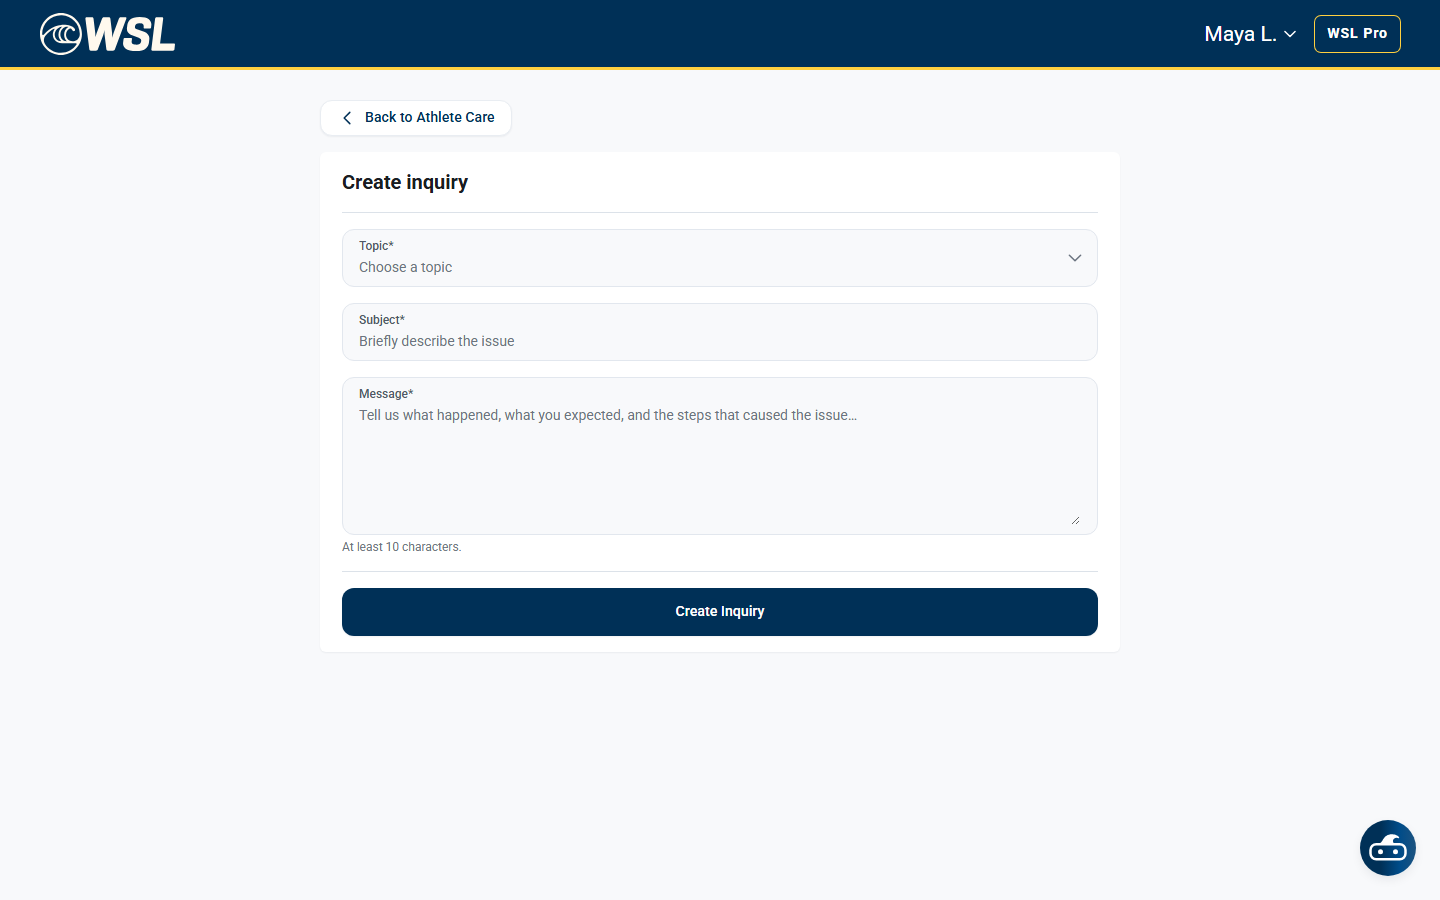 WSL
Maya L.
WSL Pro
Back to Athlete Care
Create inquiry
Topic*
Choose a topic
Subject*
Briefly describe the issue
Message*
Tell us what happened, what you expected, and the steps that caused the issue...
At least 10 characters.
Create Inquiry